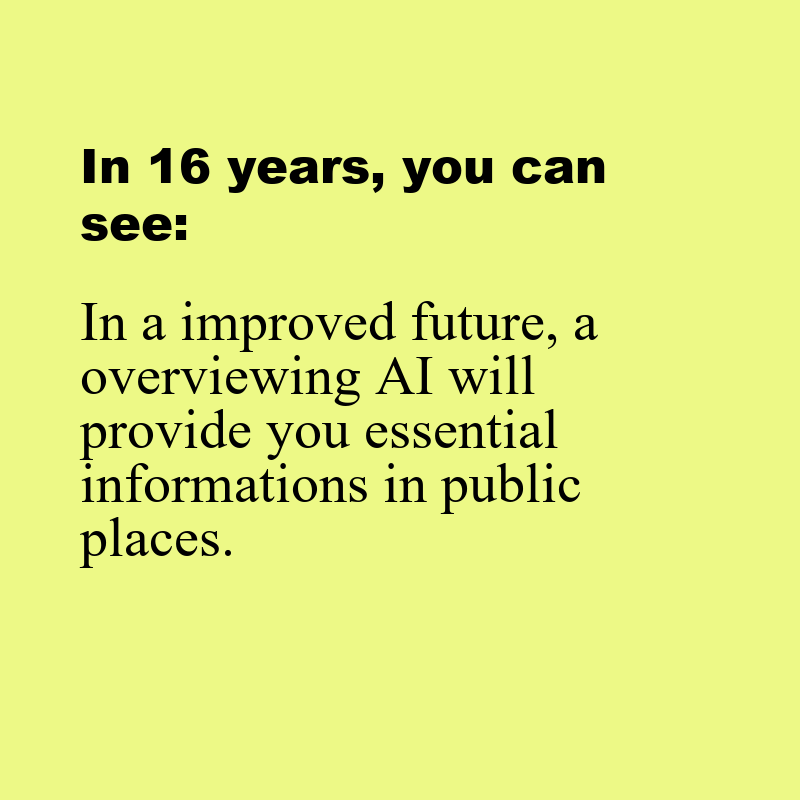 In 16 years, you can
see:
In a improved future, a
overviewing AI will
provide you essential
informations in public
places.